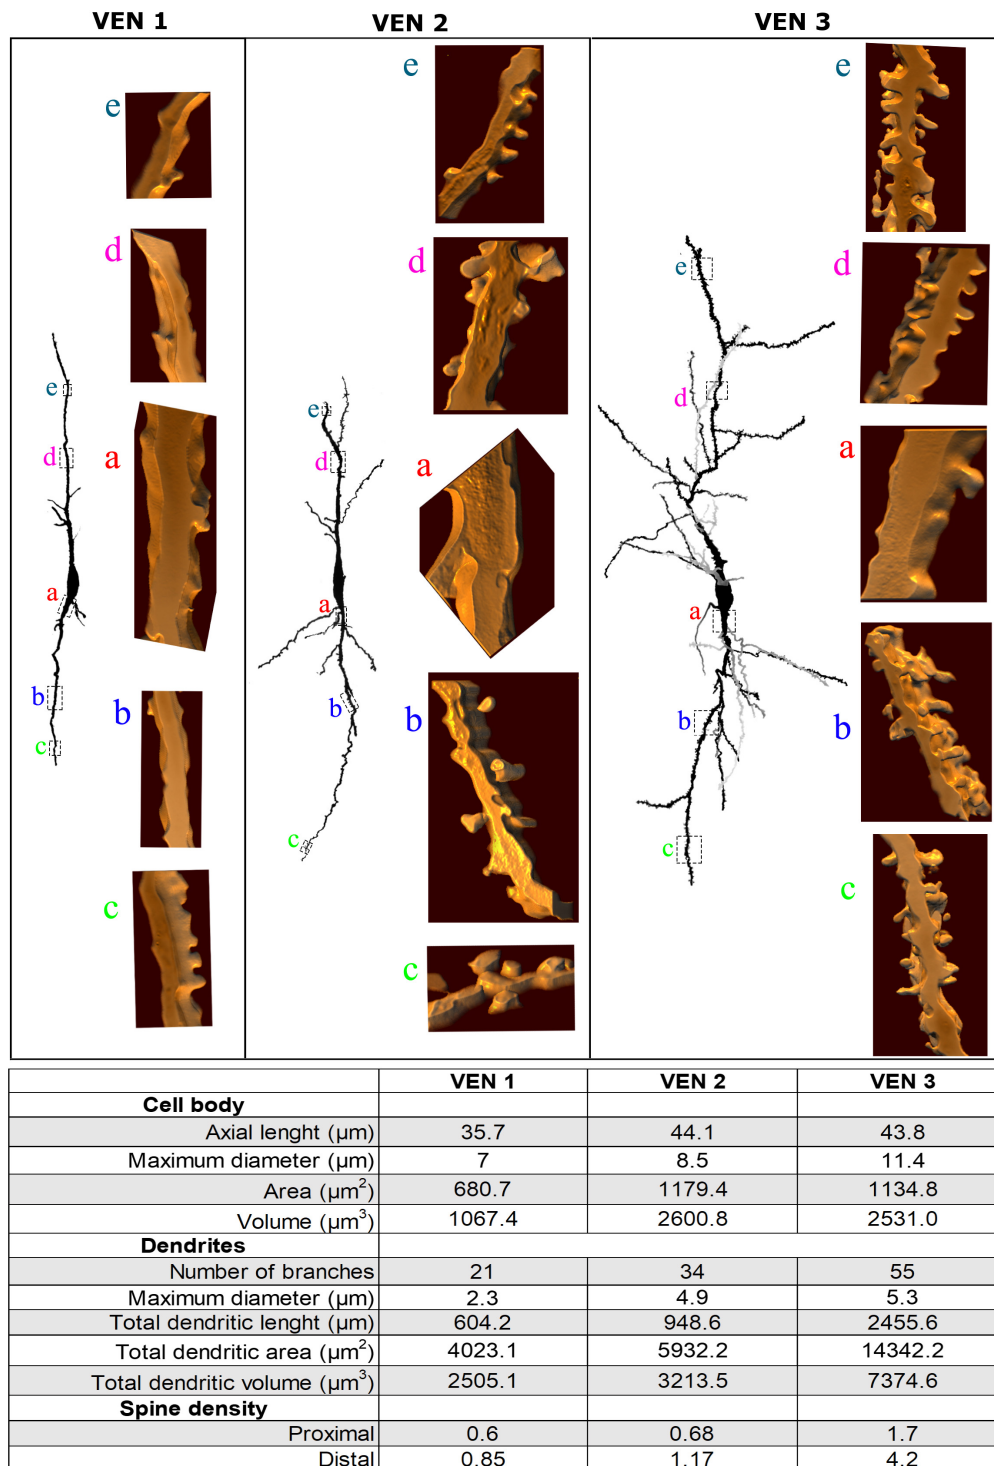 VEN 1 VEN 2 VEN 3
e
d
a
b
c
e
d
a
b
c
e
d
a
b
c
e
d
a
b
c
e
d
a
b
c
e
d
a
b
c
VEN 1 VEN 2 VEN 3
Cell body
Axial lenght (µm) 35.7 44.1 43.8
Maximum diameter (µm) 7 8.5 11.4
Area (µm²) 680.7 1179.4 1134.8
Volume (µm³) 1067.4 2600.8 2531.0
Dendrites
Number of branches 21 34 55
Maximum diameter (µm) 2.3 4.9 5.3
Total dendritic lenght (µm) 604.2 948.6 2455.6
Total dendritic area (µm²) 4023.1 5932.2 14342.2
Total dendritic volume (µm³) 2505.1 3213.5 7374.6
Spine density
Proximal 0.6 0.68 1.7
Distal 0.85 1.17 4.2